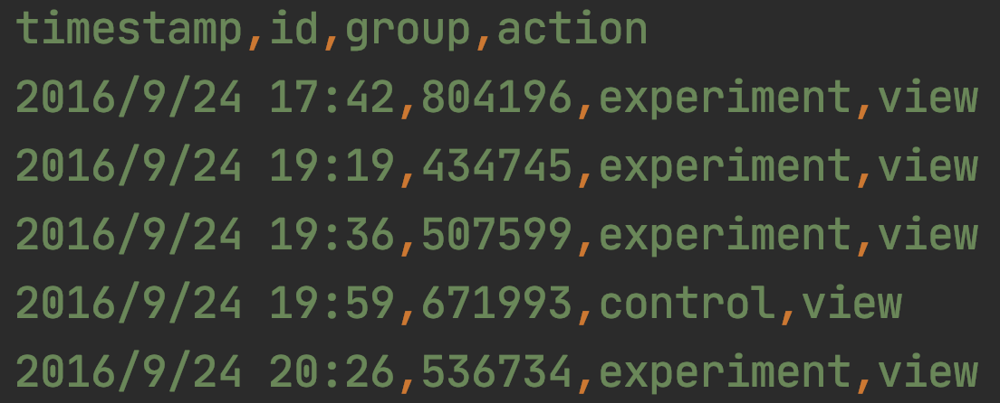 timestamp,id,group,action
2016/9/24 17:42,804196,experiment,view
2016/9/24 19:19,434745,experiment,view
2016/9/24 19:36,507599,experiment,view
2016/9/24 19:59,671993,control,view
2016/9/24 20:26,536734,experiment,view